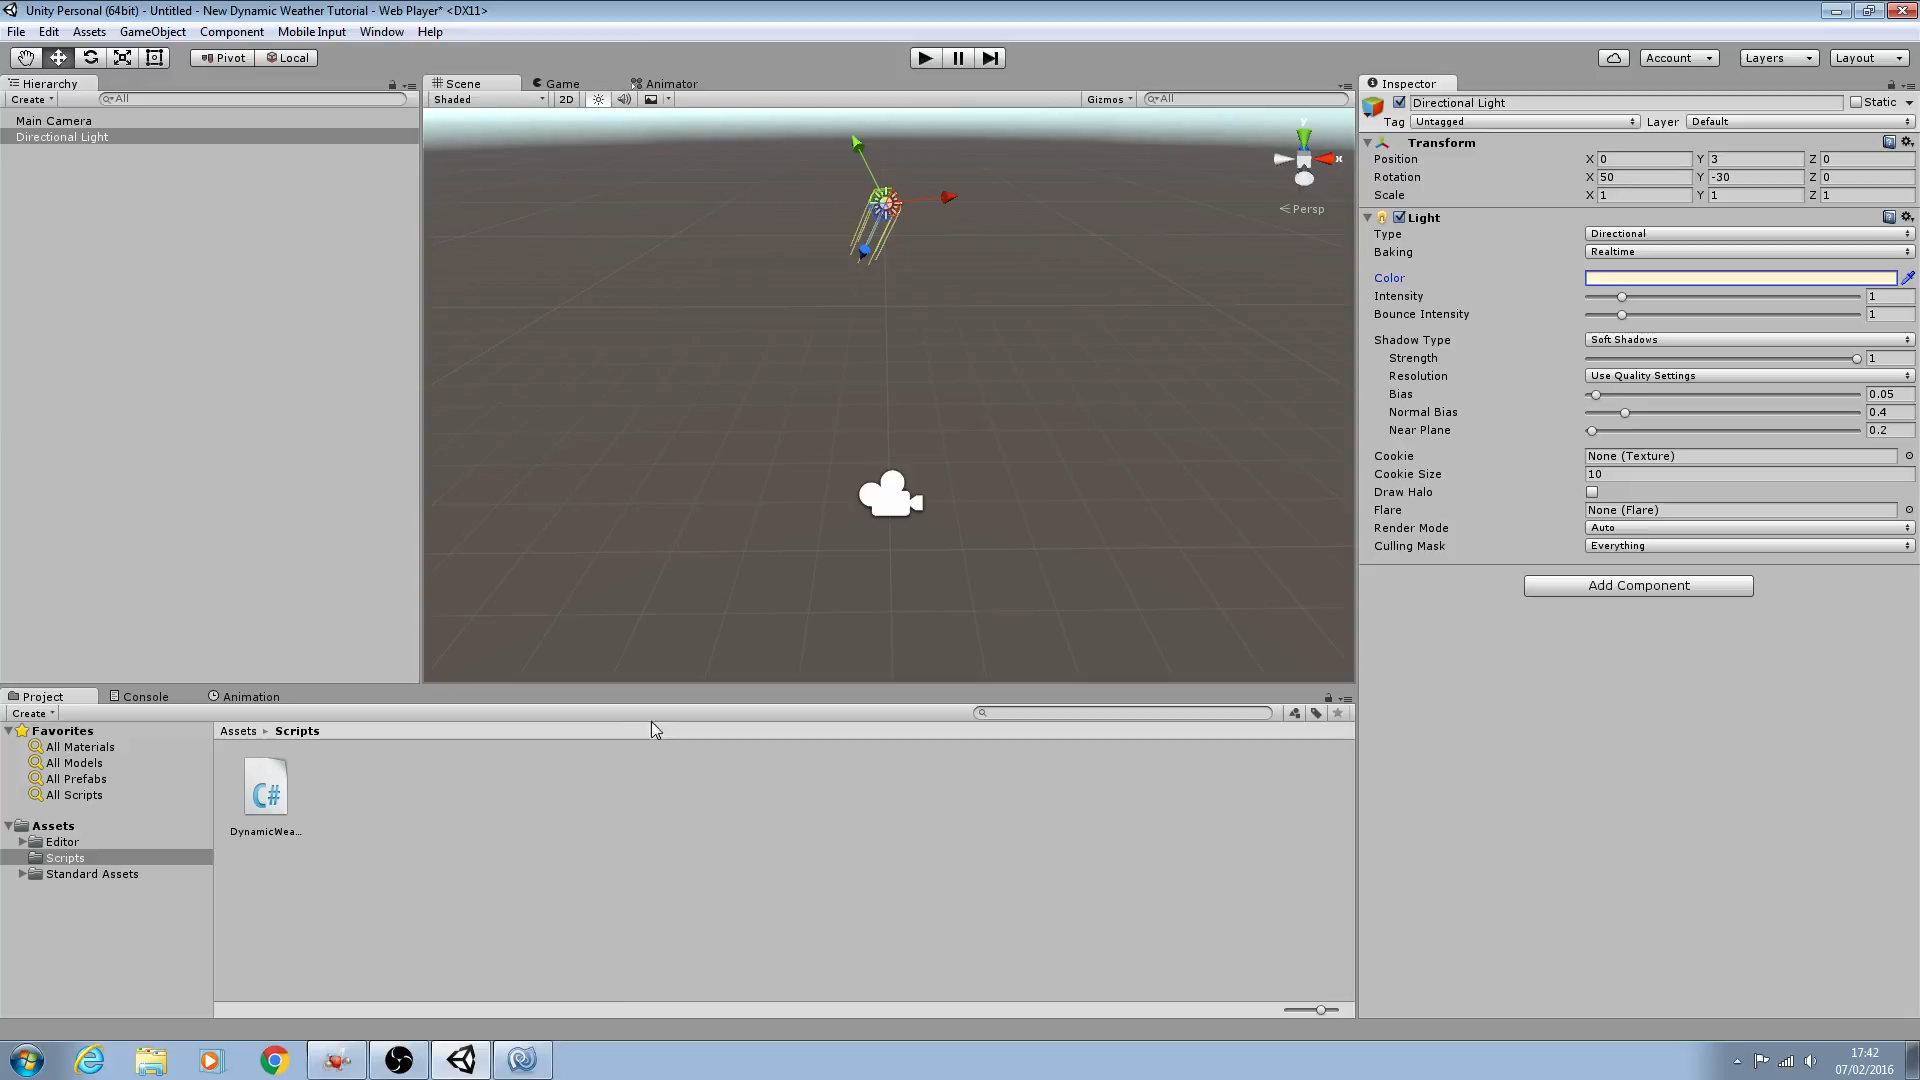 Unity Personal (64bit) - Untitled - New Dynamic Weather Tutorial - Web Player* <DX11>
File Edit Assets GameObject Component Mobile Input Window Help
Pivot Local Account Layers Layout
Hierarchy
Create All
Main Camera
Directional Light
Scene Game Animator
Shaded 2D Gizmos All
y
x
Persp
Inspector
Directional Light Static
Tag Untagged Layer Default
Transform
Position X 0 Y 3 Z 0
Rotation X 50 Y -30 Z 0
Scale X 1 Y 1 Z 1
Light
Type Directional
Baking Realtime
Color
Intensity 1
Bounce Intensity 1
Shadow Type Soft Shadows
Strength 1
Resolution Use Quality Settings
Bias 0.05
Normal Bias 0.4
Near Plane 0.2
Cookie None (Texture)
Cookie Size 10
Draw Halo
Flare None (Flare)
Render Mode Auto
Culling Mask Everything
Add Component
Project Console Animation
Create
Favorites
All Materials
All Models
All Prefabs
All Scripts
Assets
Editor
Scripts
Standard Assets
Assets Scripts
C#
DynamicWea...
17:42
07/02/2016